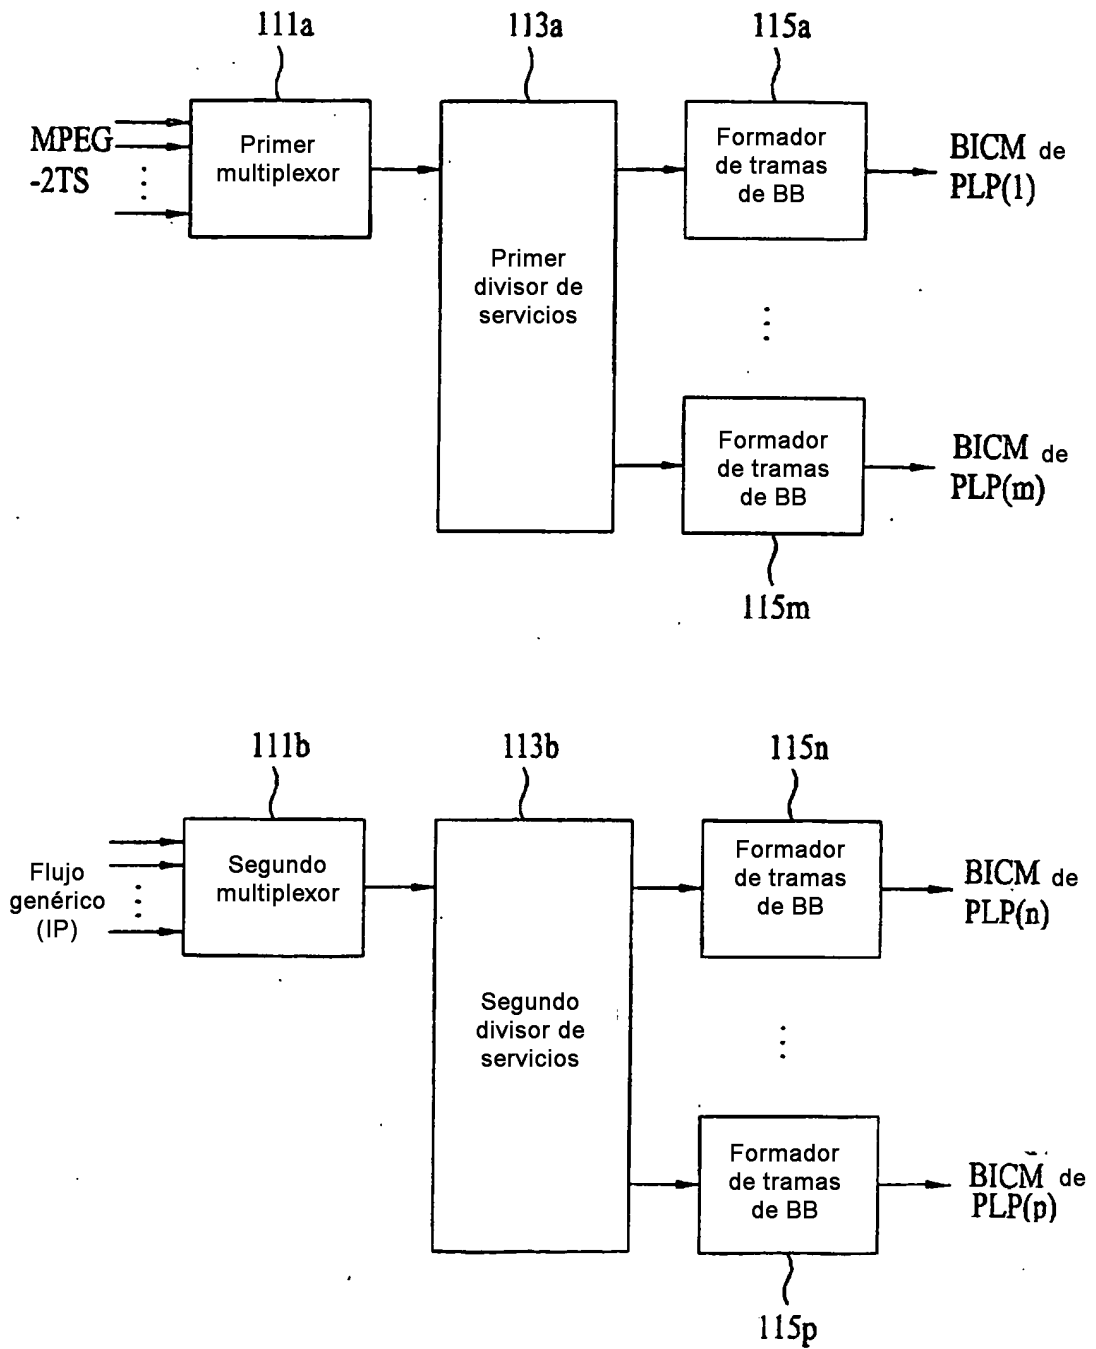 111a
113a
115a
MPEG
-2TS
Primer
multiplexor
Primer
divisor de
servicios
Formador
de tramas
de BB
BICM de
PLP(1)
Formador
de tramas
de BB
BICM de
PLP(m)
115m
111b
113b
115n
Flujo
genérico
(IP)
Segundo
multiplexor
Segundo
divisor de
servicios
Formador
de tramas
de BB
BICM de
PLP(n)
Formador
de tramas
de BB
BICM de
PLP(p)
115p